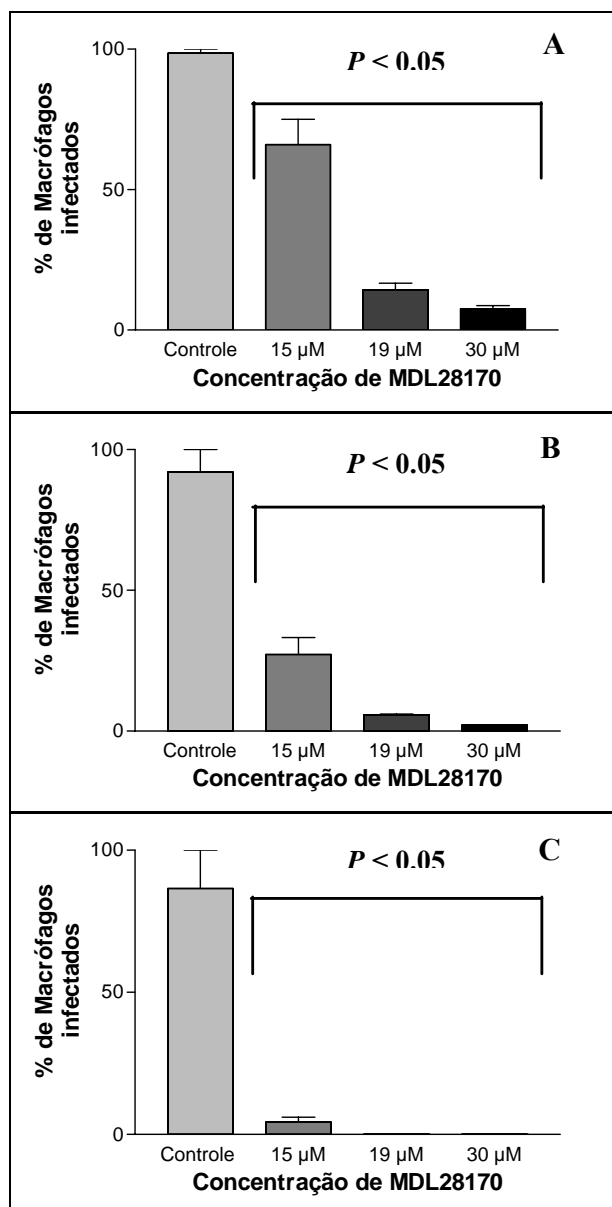 A
P < 0.05
100
50
0
% de Macrófagos
infectados
Controle 15 µM 19 µM 30 µM
Concentração de MDL28170
B
P < 0.05
100
50
0
% de Macrófagos
infectados
Controle 15 µM 19 µM 30 µM
Concentração de MDL28170
C
P < 0.05
100
50
0
% de Macrófagos
infectados
Controle 15 µM 19 µM 30 µM
Concentração de MDL28170